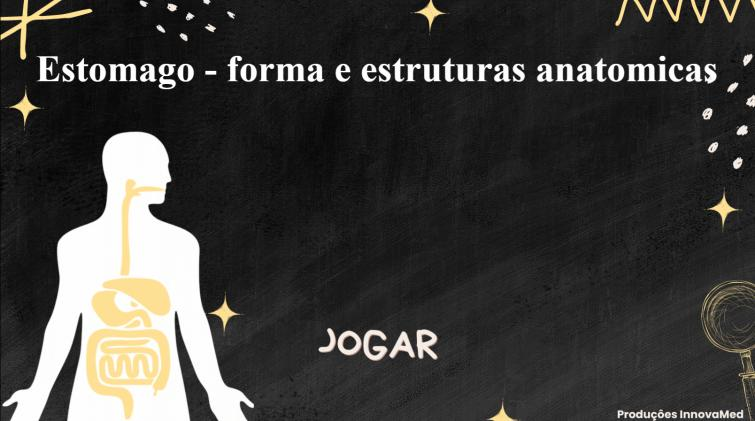 Estomago - forma e estruturas anatomicas
JOGAR
Produções InnovaMed